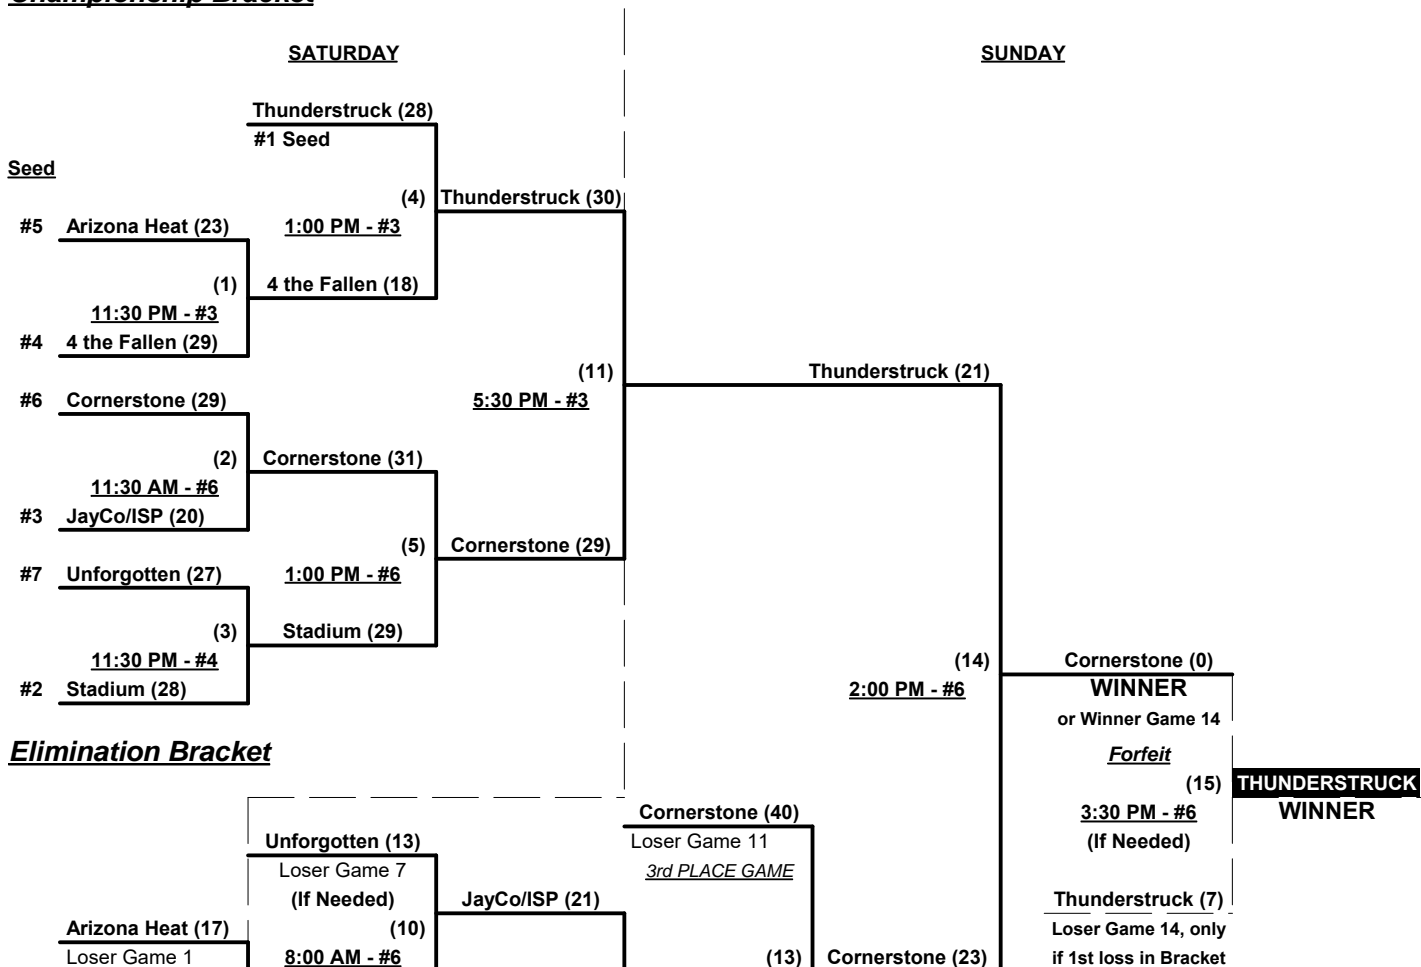 Championship Bracket
SATURDAY
SUNDAY
Thunderstruck (28)
#1 Seed
Seed
(4)
Thunderstruck (30)
#5
Arizona Heat (23)
1:00 PM - #3
(1)
4 the Fallen (18)
11:30 PM - #3
#4
4 the Fallen (29)
(11)
Thunderstruck (21)
#6
Cornerstone (29)
5:30 PM - #3
(2)
Cornerstone (31)
11:30 AM - #6
#3
JayCo/ISP (20)
(5)
Cornerstone (29)
#7
Unforgotten (27)
1:00 PM - #6
(3)
Stadium (29)
11:30 PM - #4
(14)
Cornerstone (0)
#2
Stadium (28)
2:00 PM - #6
WINNER
or Winner Game 14
Elimination Bracket
Forfeit
(15)
THUNDERSTRUCK
Cornerstone (40)
3:30 PM - #6
WINNER
Unforgotten (13)
Loser Game 11
(If Needed)
Loser Game 7
3rd PLACE GAME
(If Needed)
JayCo/ISP (21)
Thunderstruck (7)
Arizona Heat (17)
(10)
Loser Game 14, only
Loser Game 1
8:00 AM - #6
(13)
Cornerstone (23)
if 1st loss in Bracket